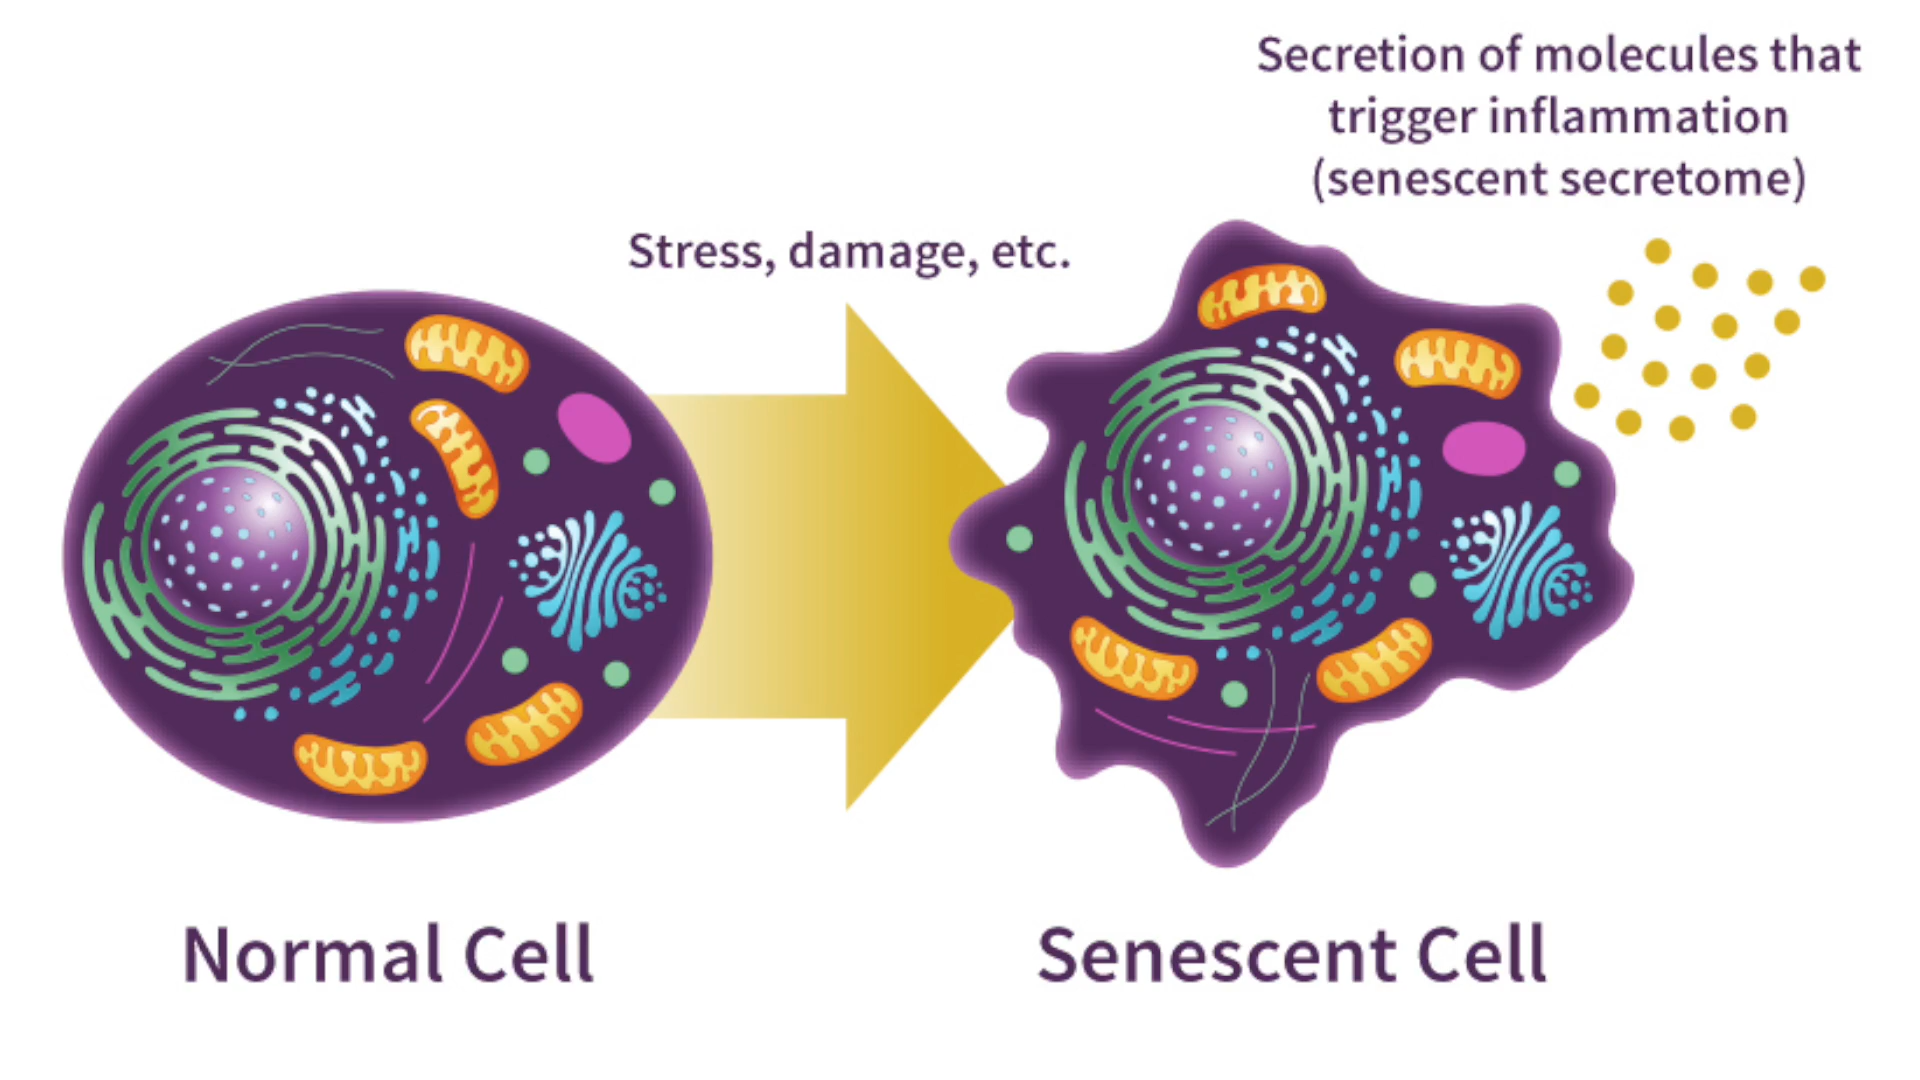 Secretion of molecules that
trigger inflammation
(senescent secretome)
Stress, damage, etc.
Normal Cell
Senescent Cell